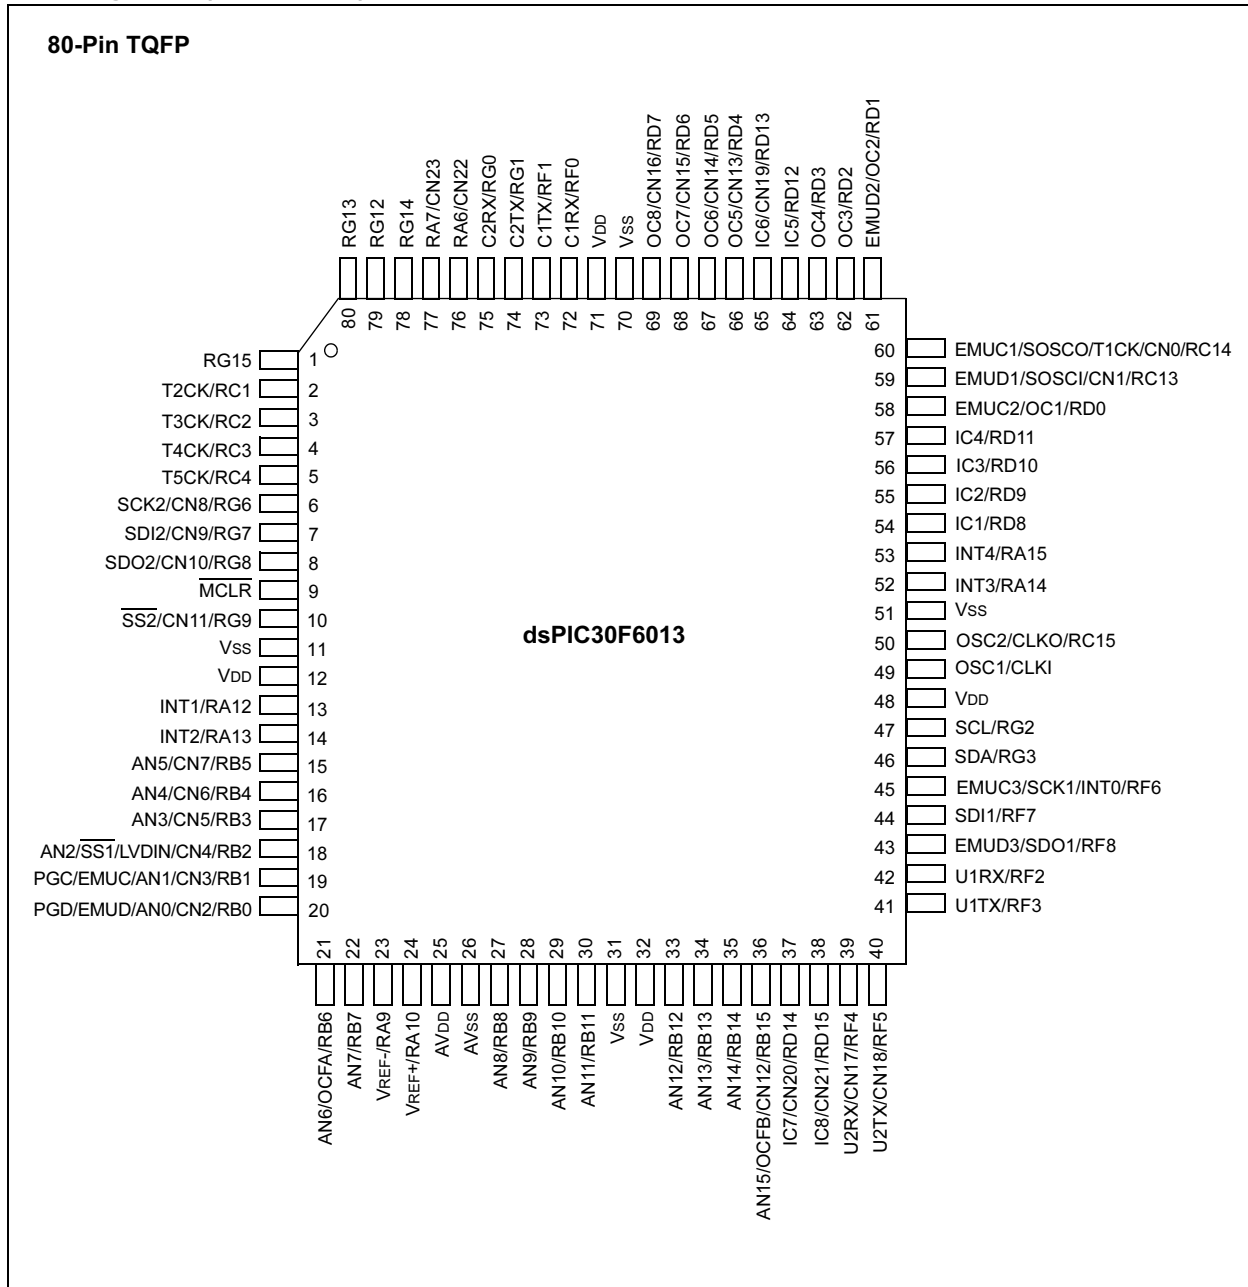 80-Pin TQFP
RG13
RG12
RG14
RA7/CN23
RA6/CN22
C2RX/RG0
C2TX/RG1
C1TX/RF1
C1RX/RF0
VDD
VSS
OC8/CN16/RD7
OC7/CN15/RD6
OC6/CN14/RD5
OC5/CN13/RD4
IC6/CN19/RD13
IC5/RD12
OC4/RD3
OC3/RD2
EMUD2/OC2/RD1
80
79
78
77
76
75
74
73
72
71
70
69
68
67
66
65
64
63
62
61
RG15 1
T2CK/RC1 2
T3CK/RC2 3
T4CK/RC3 4
T5CK/RC4 5
SCK2/CN8/RG6 6
SDI2/CN9/RG7 7
SDO2/CN10/RG8 8
MCLR 9
SS2/CN11/RG9 10
VSS 11
VDD 12
INT1/RA12 13
INT2/RA13 14
AN5/CN7/RB5 15
AN4/CN6/RB4 16
AN3/CN5/RB3 17
AN2/SS1/LVDIN/CN4/RB2 18
PGC/EMUC/AN1/CN3/RB1 19
PGD/EMUD/AN0/CN2/RB0 20
dsPIC30F6013
60 EMUC1/SOSCO/T1CK/CN0/RC14
59 EMUD1/SOSCI/CN1/RC13
58 EMUC2/OC1/RD0
57 IC4/RD11
56 IC3/RD10
55 IC2/RD9
54 IC1/RD8
53 INT4/RA15
52 INT3/RA14
51 VSS
50 OSC2/CLKO/RC15
49 OSC1/CLKI
48 VDD
47 SCL/RG2
46 SDA/RG3
45 EMUC3/SCK1/INT0/RF6
44 SDI1/RF7
43 EMUD3/SDO1/RF8
42 U1RX/RF2
41 U1TX/RF3
21
22
23
24
25
26
27
28
29
30
31
32
33
34
35
36
37
38
39
40
AN6/OCFA/RB6
AN7/RB7
VREF-/RA9
VREF+/RA10
AVDD
AVSS
AN8/RB8
AN9/RB9
AN10/RB10
AN11/RB11
VSS
VDD
AN12/RB12
AN13/RB13
AN14/RB14
AN15/OCFB/CN12/RB15
IC7/CN20/RD14
IC8/CN21/RD15
U2RX/CN17/RF4
U2TX/CN18/RF5